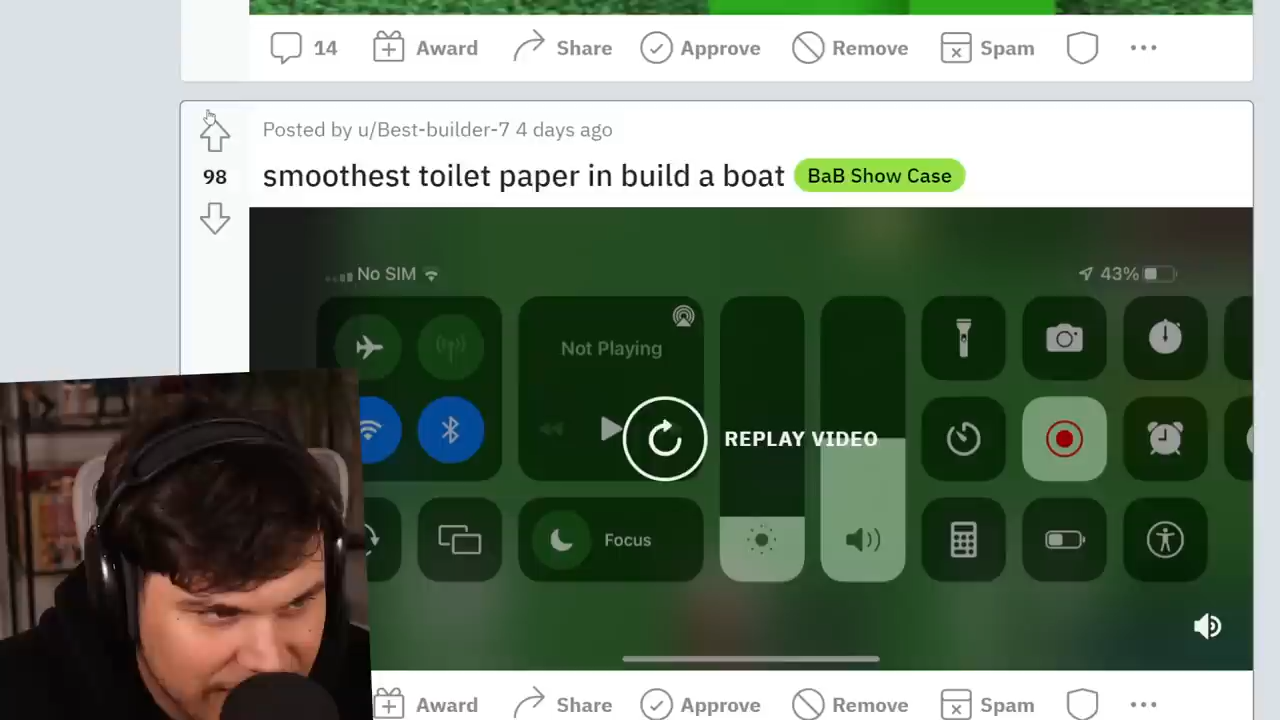 14 Award Share Approve Remove Spam
Posted by u/Best-builder-7 4 days ago
98
smoothest toilet paper in build a boat BaB Show Case
No SIM 43%
Not Playing
REPLAY VIDEO
Focus
Award Share Approve Remove Spam